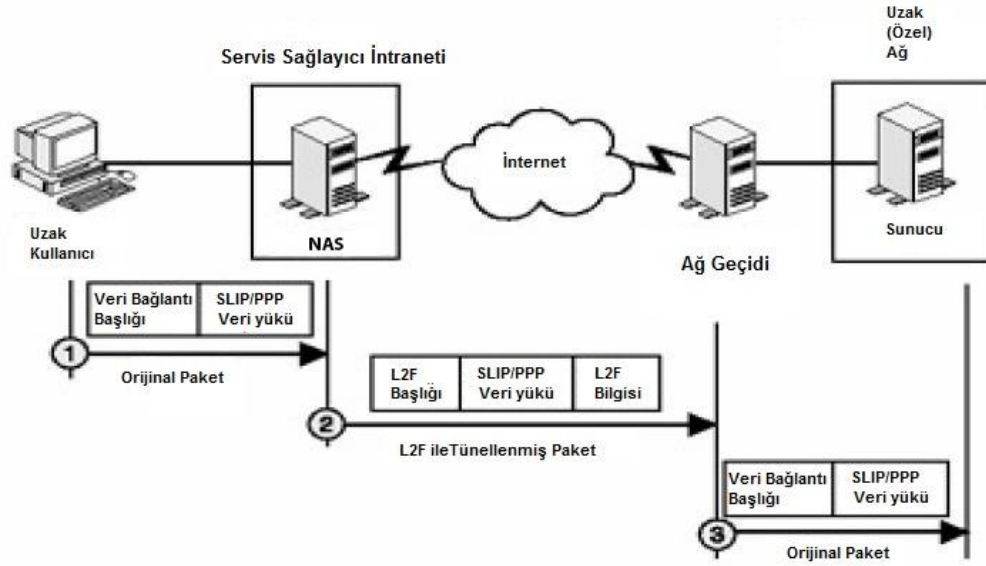 Uzak
(Özel)
Ağ
Servis Sağlayıcı İntraneti
İnternet
Uzak
Kullanıcı
NAS
Ağ Geçidi
Sunucu
Veri Bağlantı
Başlığı
SLIP/PPP
Veri yükü
1
Orijinal Paket
L2F
Başlığı
SLIP/PPP
Veri yükü
L2F
Bilgisi
2
L2F ileTünellenmiş Paket
Veri Bağlantı
Başlığı
SLIP/PPP
Veri yükü
3
Orijinal Paket